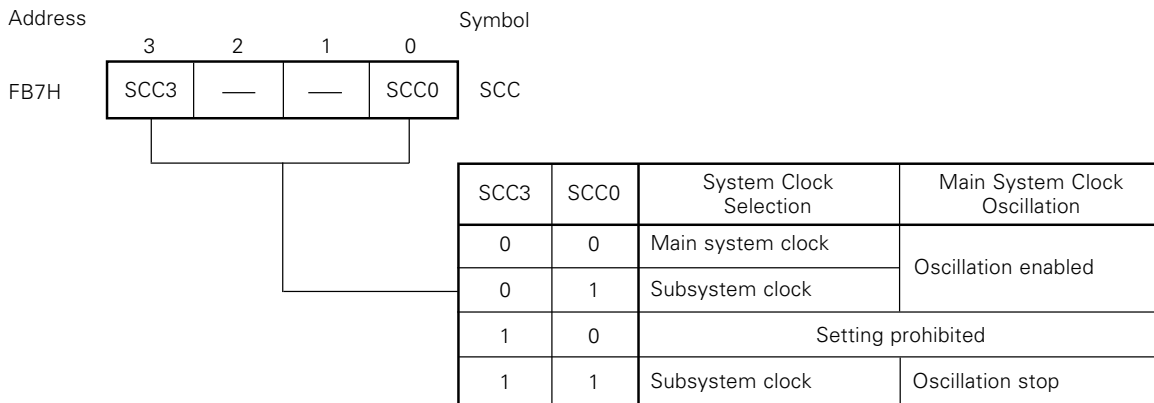 Address Symbol
3 2 1 0
FB7H SCC3 — — SCC0 SCC
SCC3 SCC0 System Clock Selection Main System Clock Oscillation
0 0 Main system clock Oscillation enabled
0 1 Subsystem clock
1 0 Setting prohibited
1 1 Subsystem clock Oscillation stop